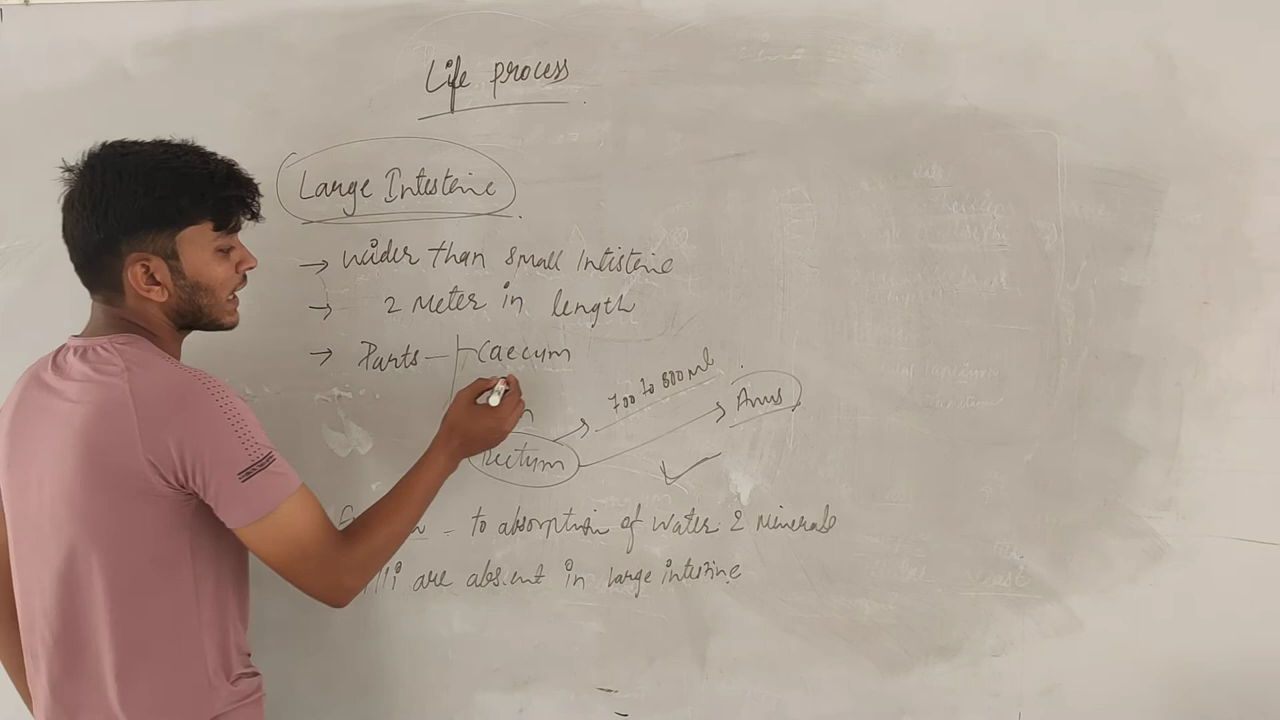 Life process
Large Intestine
→ wider than small Intistine
→ 2 Meter in length
→ Parts - Caecum
700 to 800 ml
Anus
Rectum
- to absorption of water & minerals
are absent in large intestine